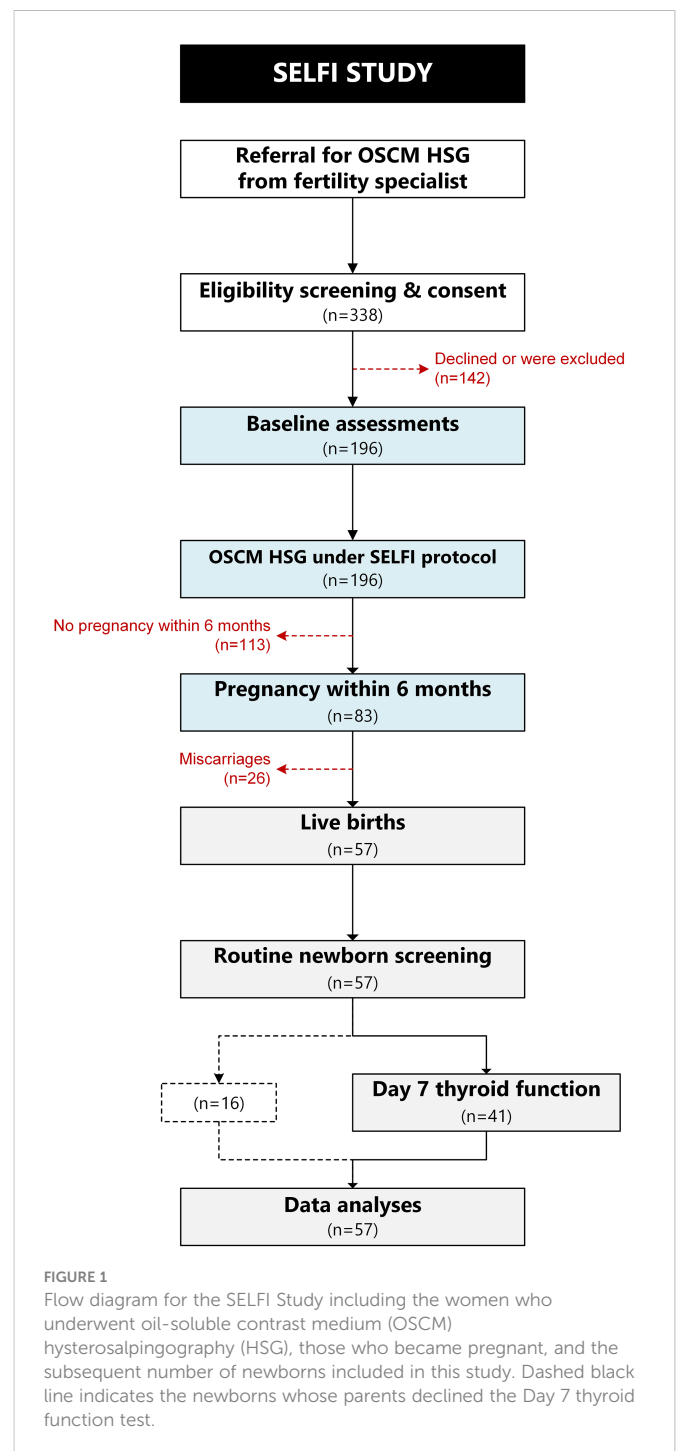 SELFI STUDY
Referral for OSCM HSG
from fertility specialist
Eligibility screening & consent
(n=338)
Declined or were excluded
(n=142)
Baseline assessments
(n=196)
OSCM HSG under SELFI protocol
(n=196)
No pregnancy within 6 months
(n=113)
Pregnancy within 6 months
(n=83)
Miscarriages
(n=26)
Live births
(n=57)
Routine newborn screening
(n=57)
(n=16)
Day 7 thyroid function
(n=41)
Data analyses
(n=57)
FIGURE 1
Flow diagram for the SELFI Study including the women who
underwent oil-soluble contrast medium (OSCM)
hysterosalpingography (HSG), those who became pregnant, and the
subsequent number of newborns included in this study. Dashed black
line indicates the newborns whose parents declined the Day 7 thyroid
function test.